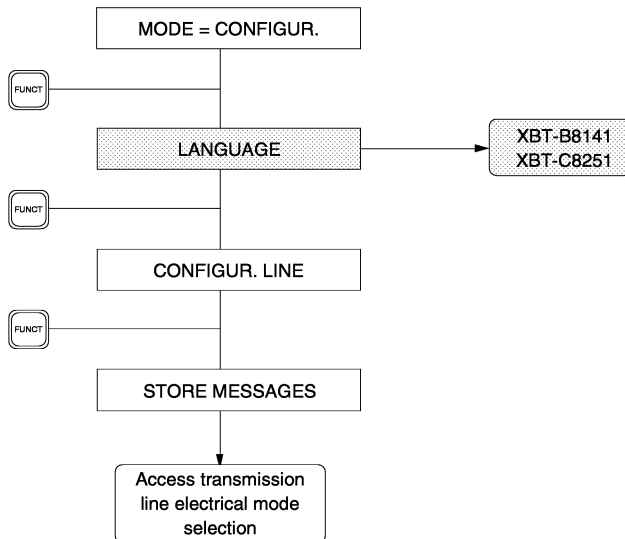 MODE = CONFIGUR.
FUNCT
LANGUAGE
XBT-B8141
XBT-C8251
FUNCT
CONFIGUR. LINE
FUNCT
STORE MESSAGES
Access transmission
line electrical mode
selection